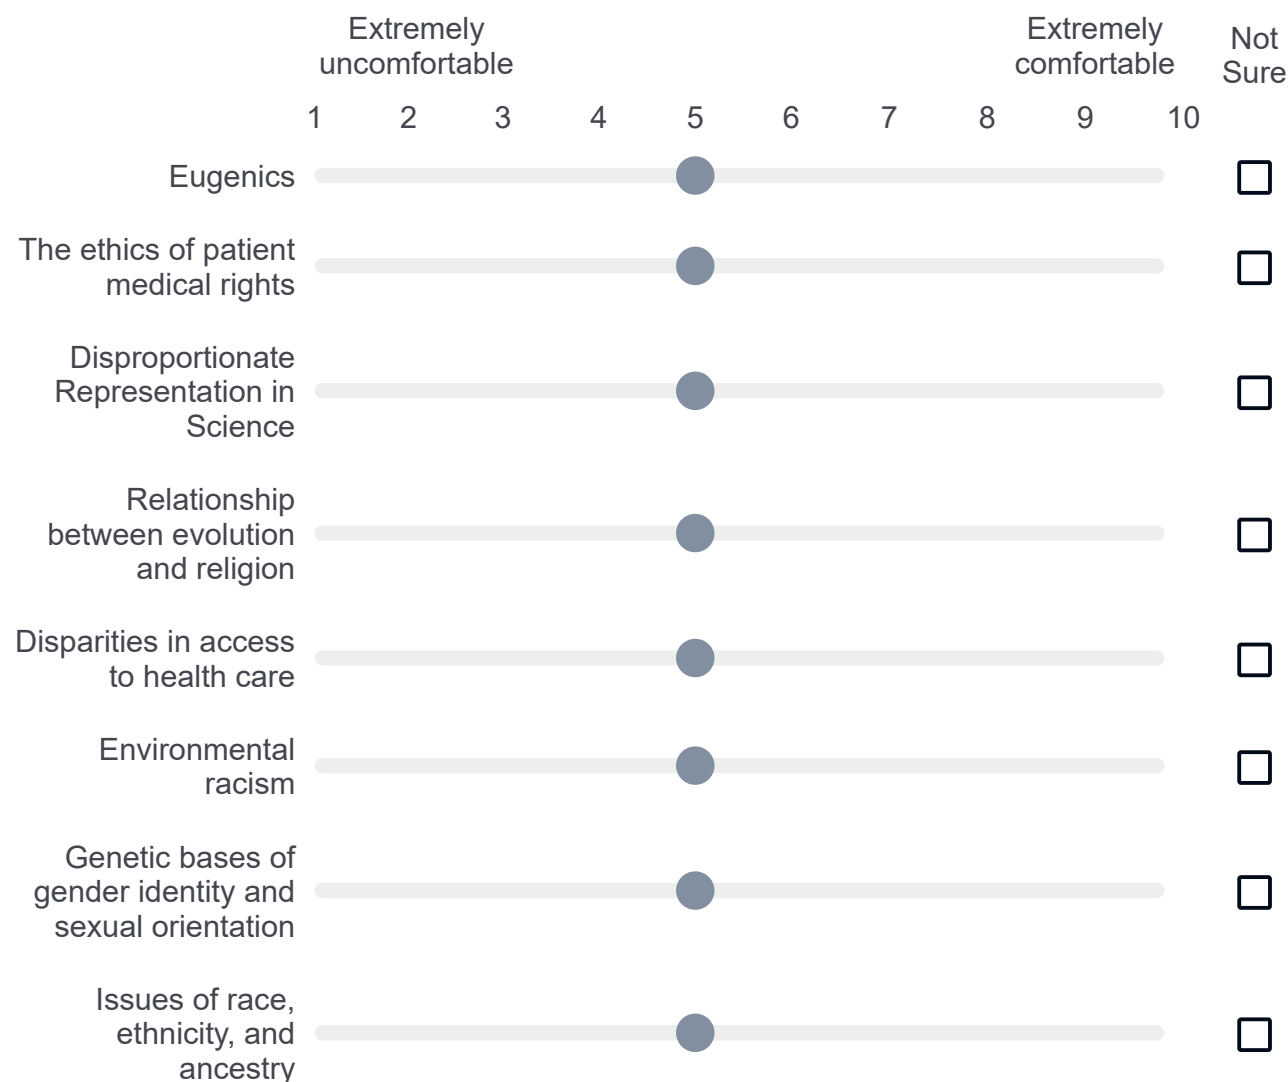 Extremely
uncomfortable
Extremely
comfortable
Not
Sure
1 2 3 4 5 6 7 8 9 10
Eugenics
The ethics of patient
medical rights
Disproportionate
Representation in
Science
Relationship
between evolution
and religion
Disparities in access
to health care
Environmental
racism
Genetic bases of
gender identity and
sexual orientation
Issues of race,
ethnicity, and
ancestry